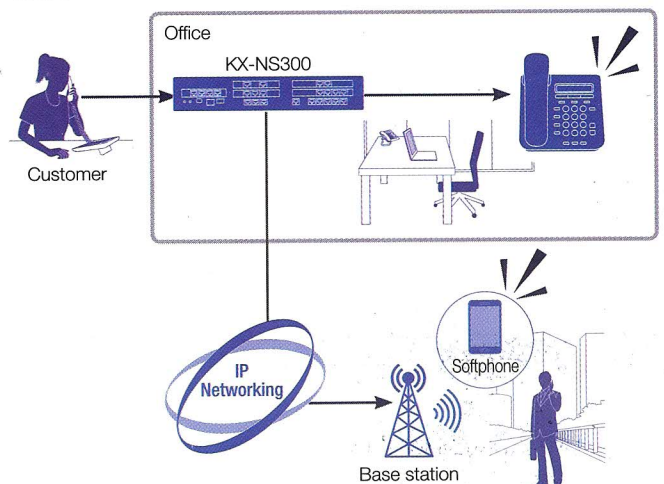 Office
KX-NS300
Customer
IP
Networking
Softphone
Base station